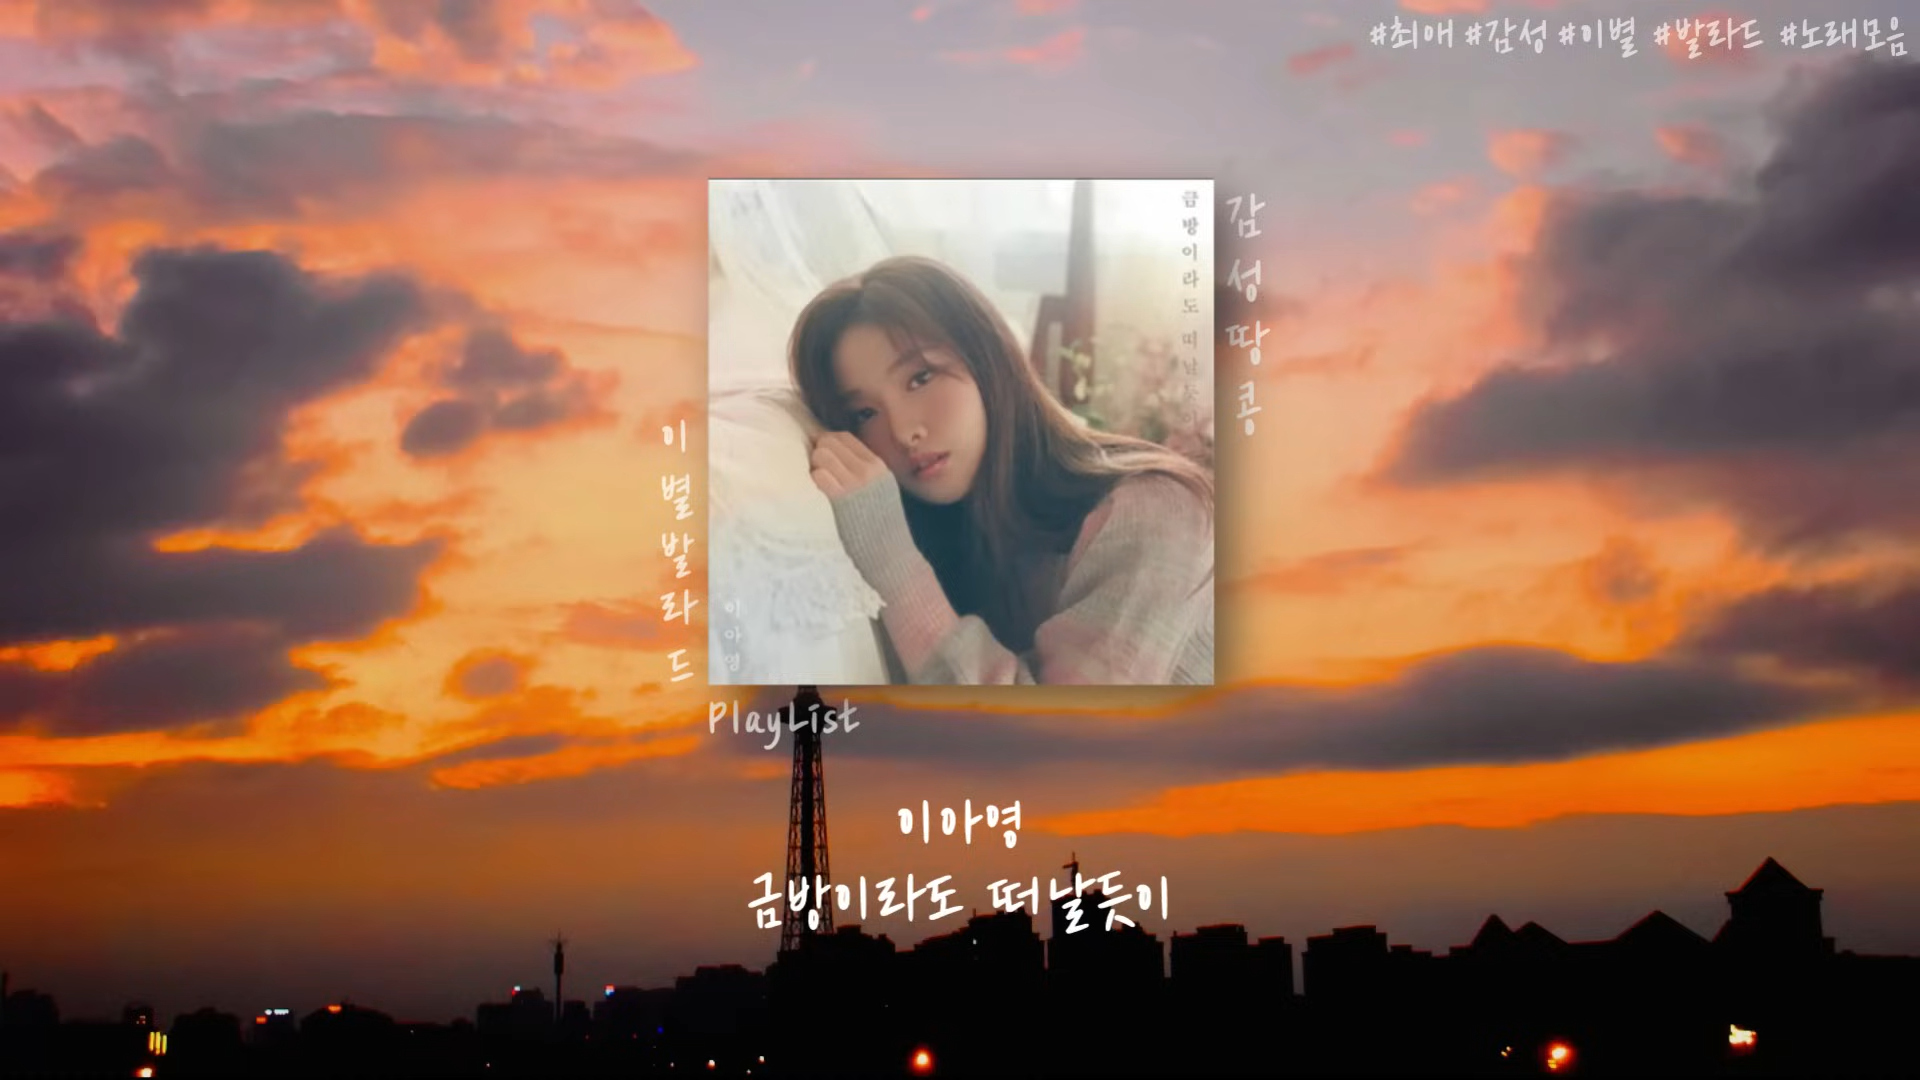 #최애 #감성 #이별 #발라드 #노래모음
금방이라도 떠날듯이
감성땅콩
이별발라드
이아영
PlayList
이아영
금방이라도 떠날듯이